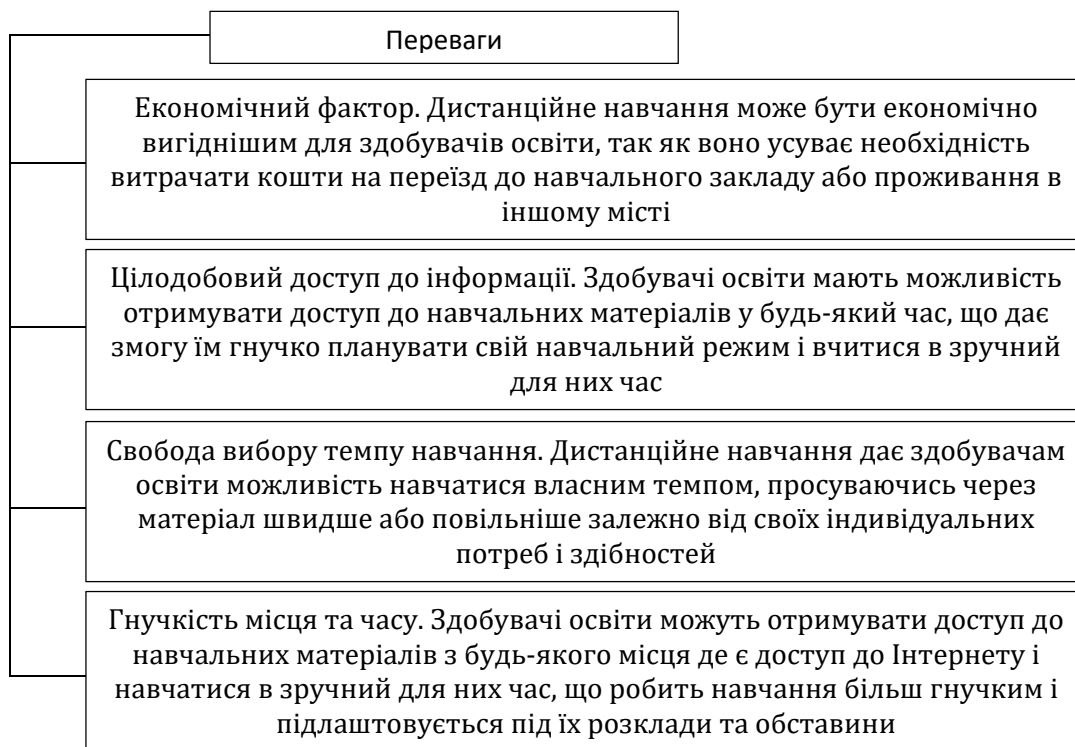 Переваги
Економічний фактор. Дистанційне навчання може бути економічно
вигіднішим для здобувачів освіти, так як воно усуває необхідність
витрачати кошти на переїзд до навчального закладу або проживання в
іншому місті
Цілодобовий доступ до інформації. Здобувачі освіти мають можливість
отримувати доступ до навчальних матеріалів у будь-який час, що дає
змогу їм гнучко планувати свій навчальний режим і вчитися в зручний
для них час
Свобода вибору темпу навчання. Дистанційне навчання дає здобувачам
освіти можливість навчатися власним темпом, просуваючись через
матеріал швидше або повільніше залежно від своїх індивідуальних
потреб і здібностей
Гнучкість місця та часу. Здобувачі освіти можуть отримувати доступ до
навчальних матеріалів з будь-якого місця де є доступ до Інтернету і
навчатися в зручний для них час, що робить навчання більш гнучким і
підлаштовується під їх розклади та обставини